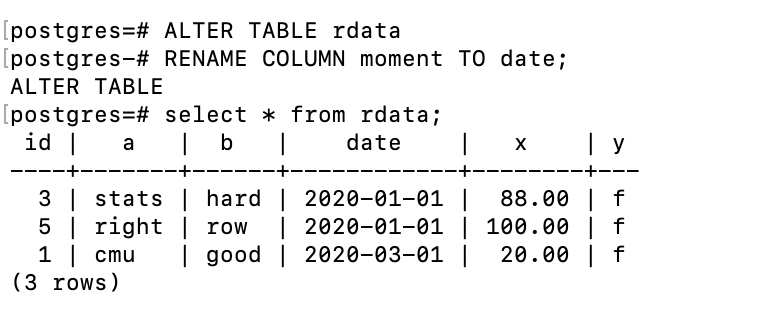 [postgres=# ALTER TABLE rdata
[postgres-# RENAME COLUMN moment TO date;
ALTER TABLE
[postgres=# select * from rdata;
 id |   a   |  b   |    date    |   x    | y
----+-------+------+------------+--------+---
  3 | stats | hard | 2020-01-01 |  88.00 | f
  5 | right | row  | 2020-01-01 | 100.00 | f
  1 | cmu   | good | 2020-03-01 |  20.00 | f
(3 rows)